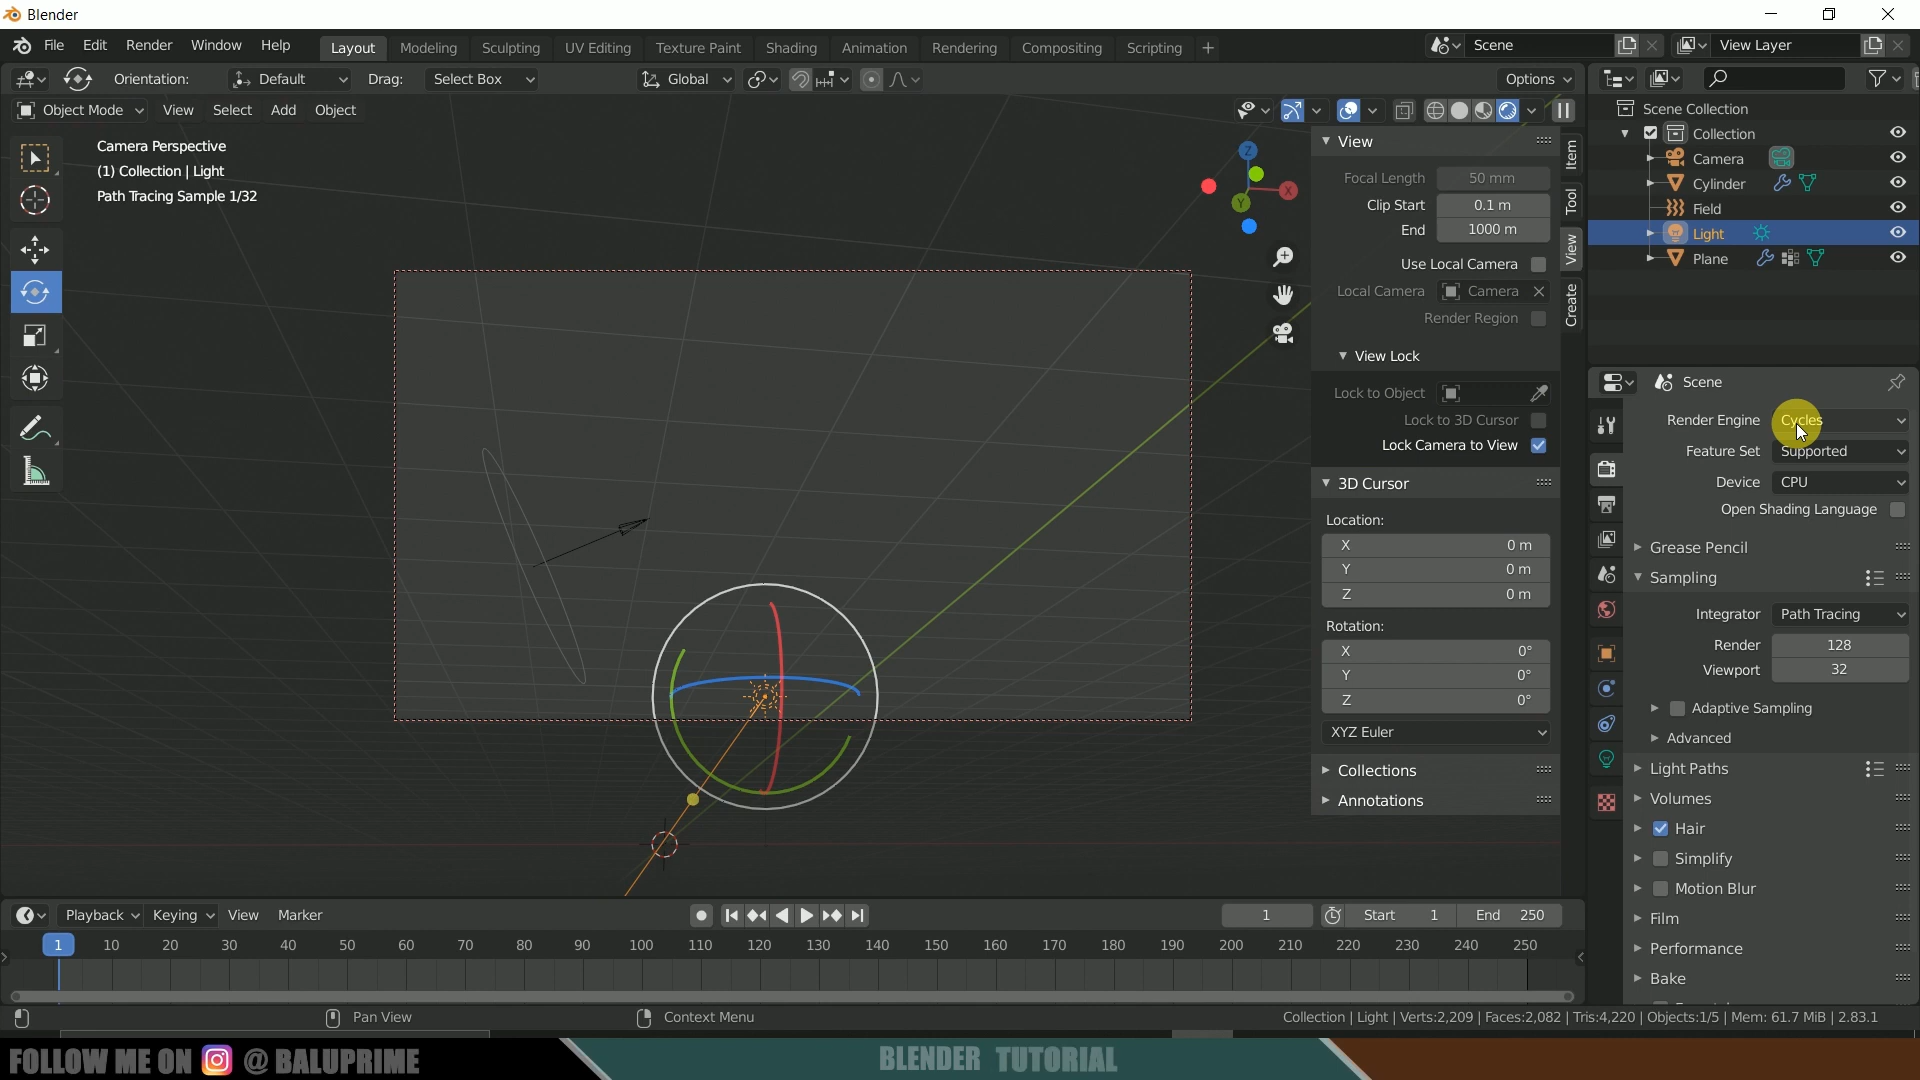 Blender
File Edit Render Window Help Layout Modeling Sculpting UV Editing Texture Paint Shading Animation Rendering Compositing Scripting + Scene View Layer
Orientation: Default Drag: Select Box Global Options
Object Mode View Select Add Object
Camera Perspective
(1) Collection | Light
Path Tracing Sample 1/32
Z
X
Y
View
Focal Length 50 mm
Clip Start 0.1 m
End 1000 m
Use Local Camera
Local Camera Camera
Render Region
View Lock
Lock to Object
Lock to 3D Cursor
Lock Camera to View
3D Cursor
Location:
X 0 m
Y 0 m
Z 0 m
Rotation:
X 0°
Y 0°
Z 0°
XYZ Euler
Collections
Annotations
Item
Tool
View
Create
Scene Collection
Collection
Camera
Cylinder
Field
Light
Plane
Scene
Render Engine Cycles
Feature Set Supported
Device CPU
Open Shading Language
Grease Pencil
Sampling
Integrator Path Tracing
Render 128
Viewport 32
Adaptive Sampling
Advanced
Light Paths
Volumes
Hair
Simplify
Motion Blur
Film
Performance
Bake
Playback Keying View Marker 1 Start 1 End 250
1 10 20 30 40 50 60 70 80 90 100 110 120 130 140 150 160 170 180 190 200 210 220 230 240 250
Pan View Context Menu Collection | Light | Verts:2,209 | Faces:2,082 | Tris:4,220 | Objects:1/5 | Mem: 61.7 MiB | 2.83.1
FOLLOW ME ON @ BALUPRIME BLENDER TUTORIAL